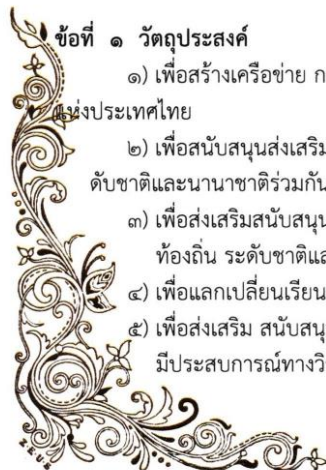 ข้อที่ ๑ วัตถุประสงค์
๑) เพื่อสร้างเครือข่าย
แห่งประเทศไทย
๒) เพื่อสนับสนุนส่งเสริม
ดับชาติและนานาชาติร่วมกัน
๓) เพื่อส่งเสริมสนับสนุน
ท้องถิ่น ระดับชาติและ
๔) เพื่อแลกเปลี่ยนเรียน
๕) เพื่อส่งเสริม สนับสนุ
มีประสบการณ์ทางวิ
ZEUS